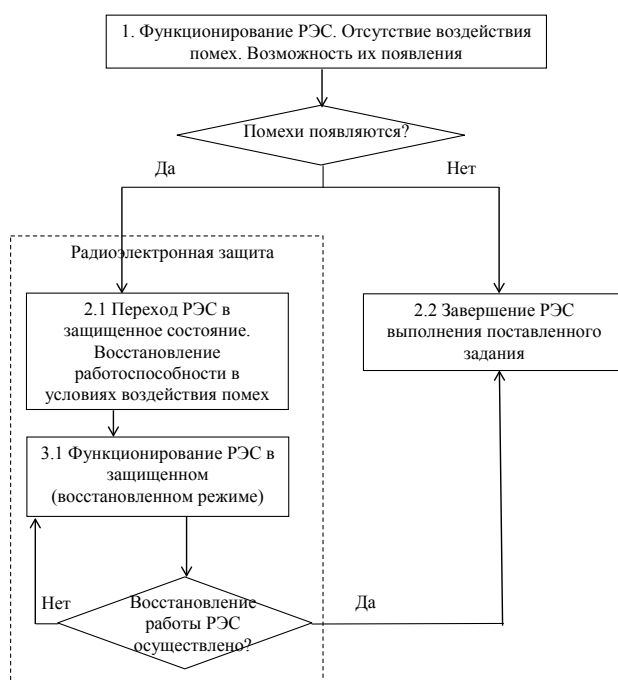 1. Функционирование РЭС. Отсутствие воздействия
помех. Возможность их появления
Помехи появляются?
Да
Нет
Радиоэлектронная защита
2.1 Переход РЭС в
защищенное состояние.
Восстановление
работоспособности в
условиях воздействия помех
2.2 Завершение РЭС
выполнения поставленного
задания
3.1 Функционирование РЭС в
защищенном
(восстановленном режиме)
Нет
Восстановление
работы РЭС
осуществлено?
Да